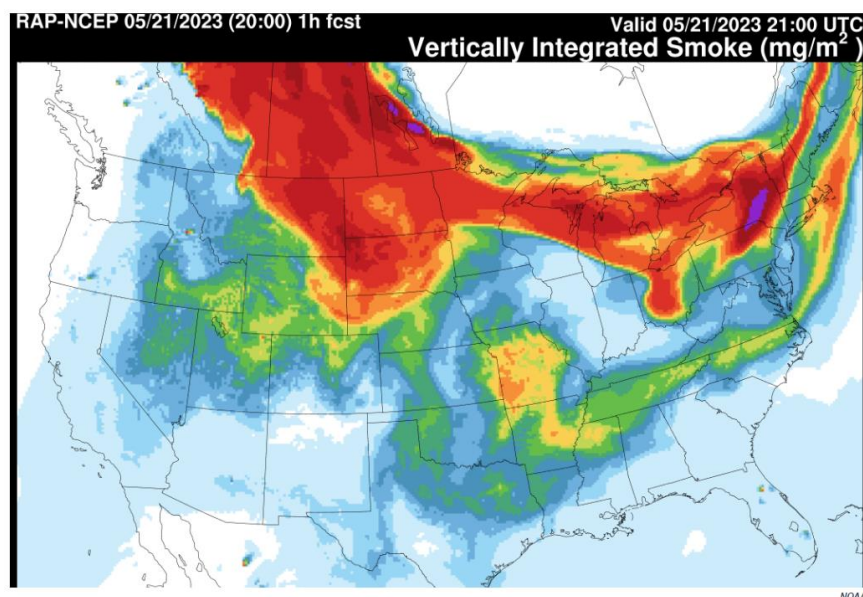 RAP-NCEP 05/21/2023 (20:00) 1h fcst
Valid 05/21/2023 21:00 UTC
Vertically Integrated Smoke (mg/m²)
NOAA